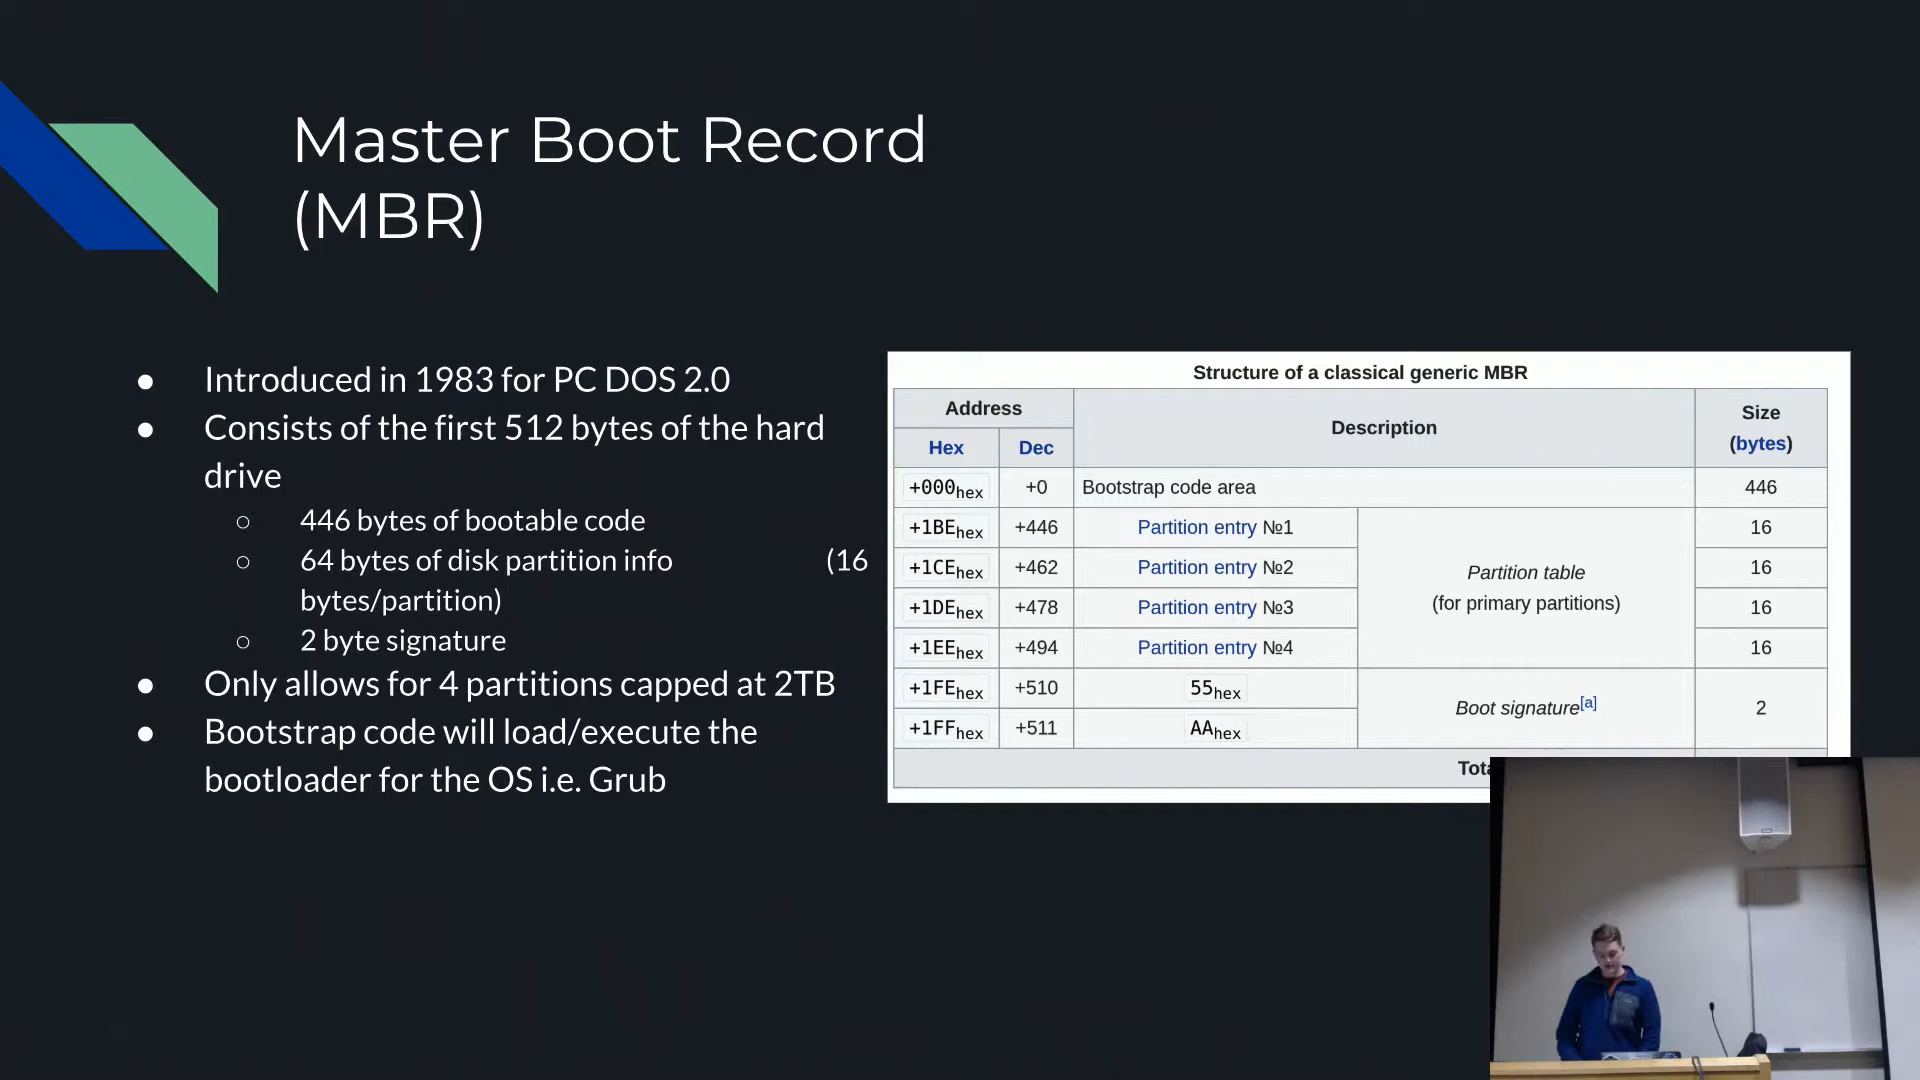 Master Boot Record
(MBR)
● Introduced in 1983 for PC DOS 2.0
● Consists of the first 512 bytes of the hard
drive
○ 446 bytes of bootable code
○ 64 bytes of disk partition info (16
bytes/partition)
○ 2 byte signature
● Only allows for 4 partitions capped at 2TB
● Bootstrap code will load/execute the
bootloader for the OS i.e. Grub
Structure of a classical generic MBR
Address Description Size
(bytes)
Hex Dec
+000hex +0 Bootstrap code area 446
+1BEhex +446 Partition entry №1 16
+1CEhex +462 Partition entry №2 16
Partition table
(for primary partitions)
+1DEhex +478 Partition entry №3 16
+1EEhex +494 Partition entry №4 16
+1FEhex +510 55hex
Boot signature[a] 2
+1FFhex +511 AAhex